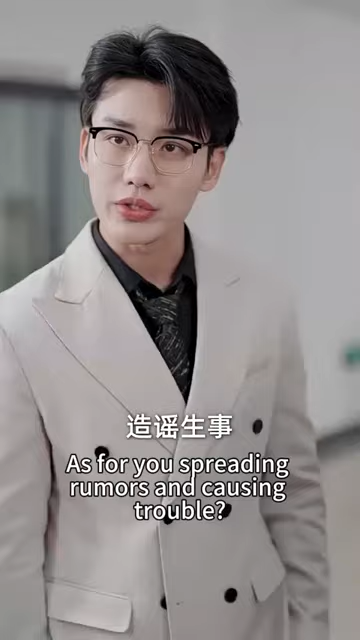 造谣生事
As for you spreading
rumors and causing
trouble?